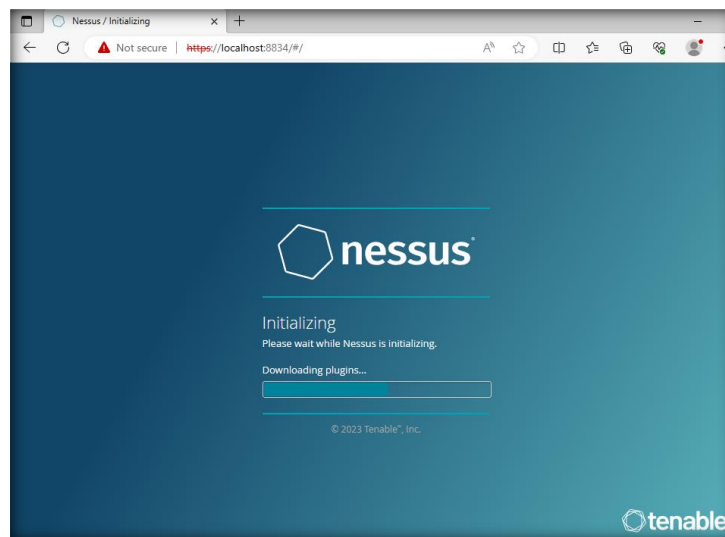 Nessus / Initializing
Not secure | https://localhost:8834/#/
nessus
Initializing
Please wait while Nessus is initializing.
Downloading plugins...
© 2023 Tenable™, Inc.
tenable